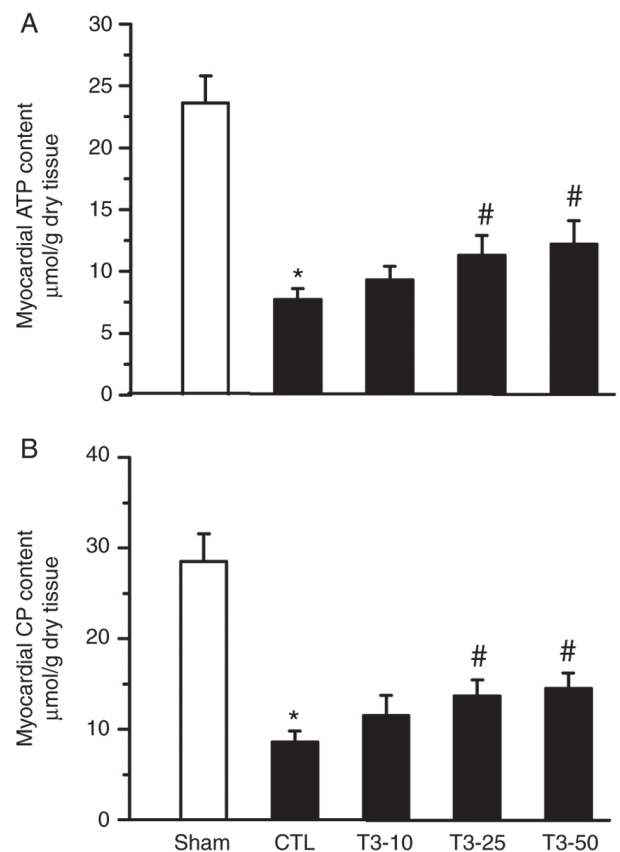 A
Myocardial ATP content
μmol/g dry tissue
30
25
20
15
10
5
0
*
#
#
B
Myocardial CP content
μmol/g dry tissue
40
30
20
10
0
*
#
#
Sham CTL T3-10 T3-25 T3-50